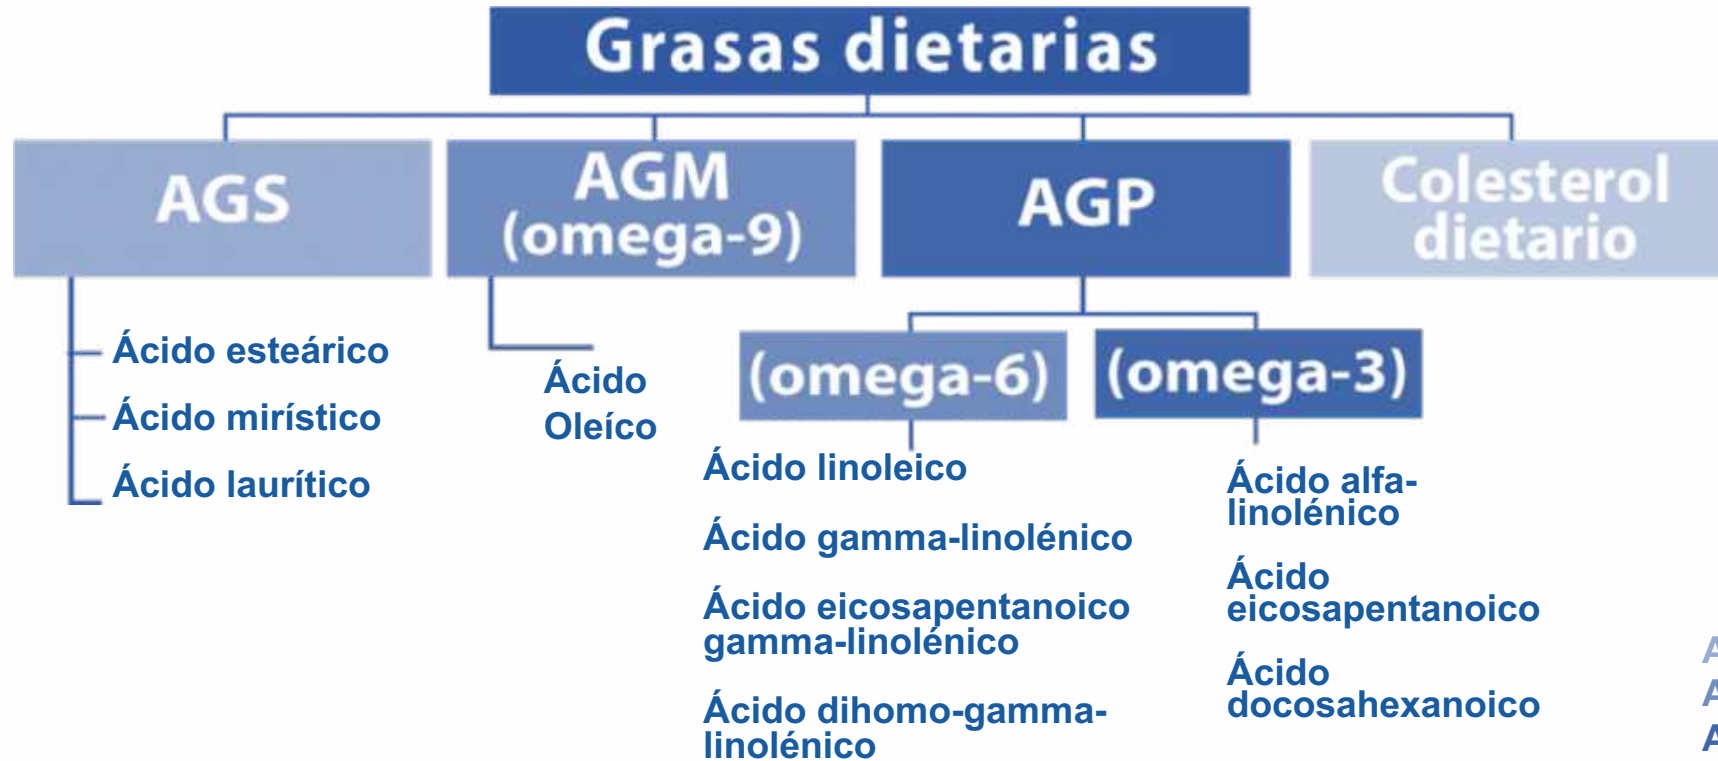 Grasas dietarias
AGS
AGM
(omega-9)
AGP
Colesterol
dietario
Ácido esteárico
Ácido mirístico
Ácido laurítico
Ácido
Oleíco
(omega-6)
(omega-3)
Ácido linoleico
Ácido gamma-linolénico
Ácido eicosapentanoico
gamma-linolénico
Ácido dihomo-gamma-
linolénico
Ácido alfa-
linolénico
Ácido
eicosapentanoico
Ácido
docosahexanoico
A
A
A